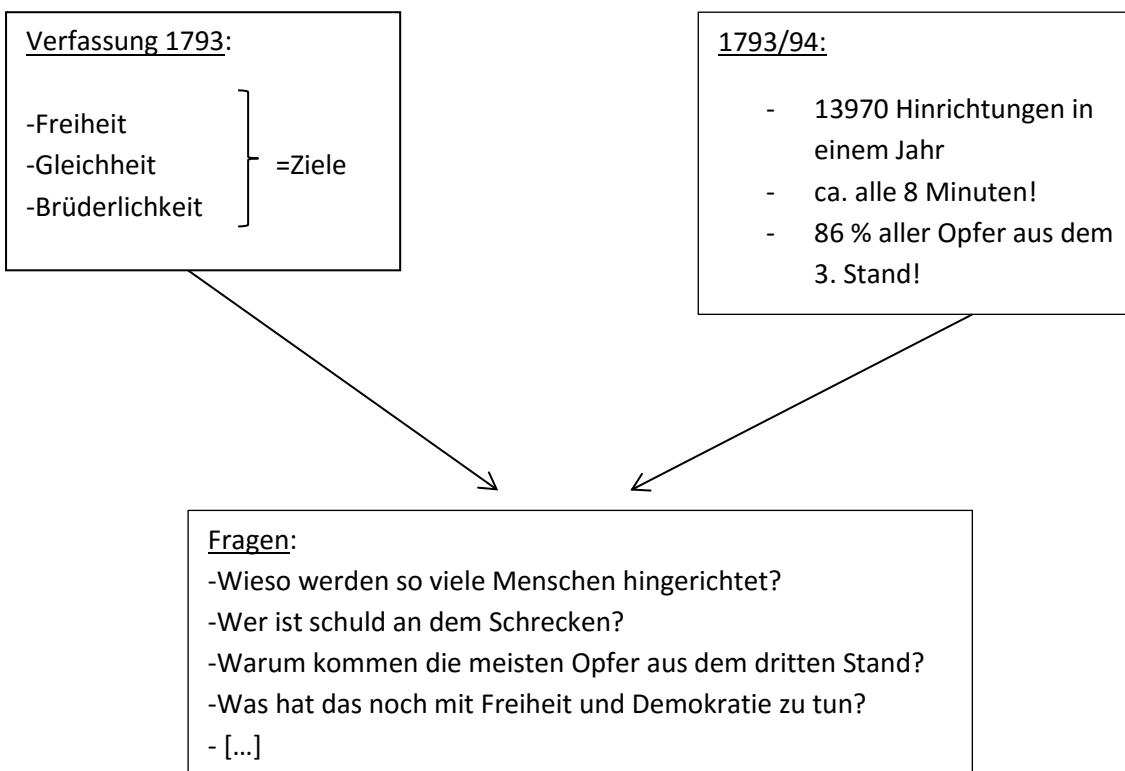 Verfassung 1793:
-Freiheit
-Gleichheit
=Ziele
-Brüderlichkeit
1793/94:
- 13970 Hinrichtungen in
einem Jahr
- ca. alle 8 Minuten!
- 86 % aller Opfer aus dem
3. Stand!
Fragen:
-Wieso werden so viele Menschen hingerichtet?
-Wer ist schuld an dem Schrecken?
-Warum kommen die meisten Opfer aus dem dritten Stand?
-Was hat das noch mit Freiheit und Demokratie zu tun?
- […]